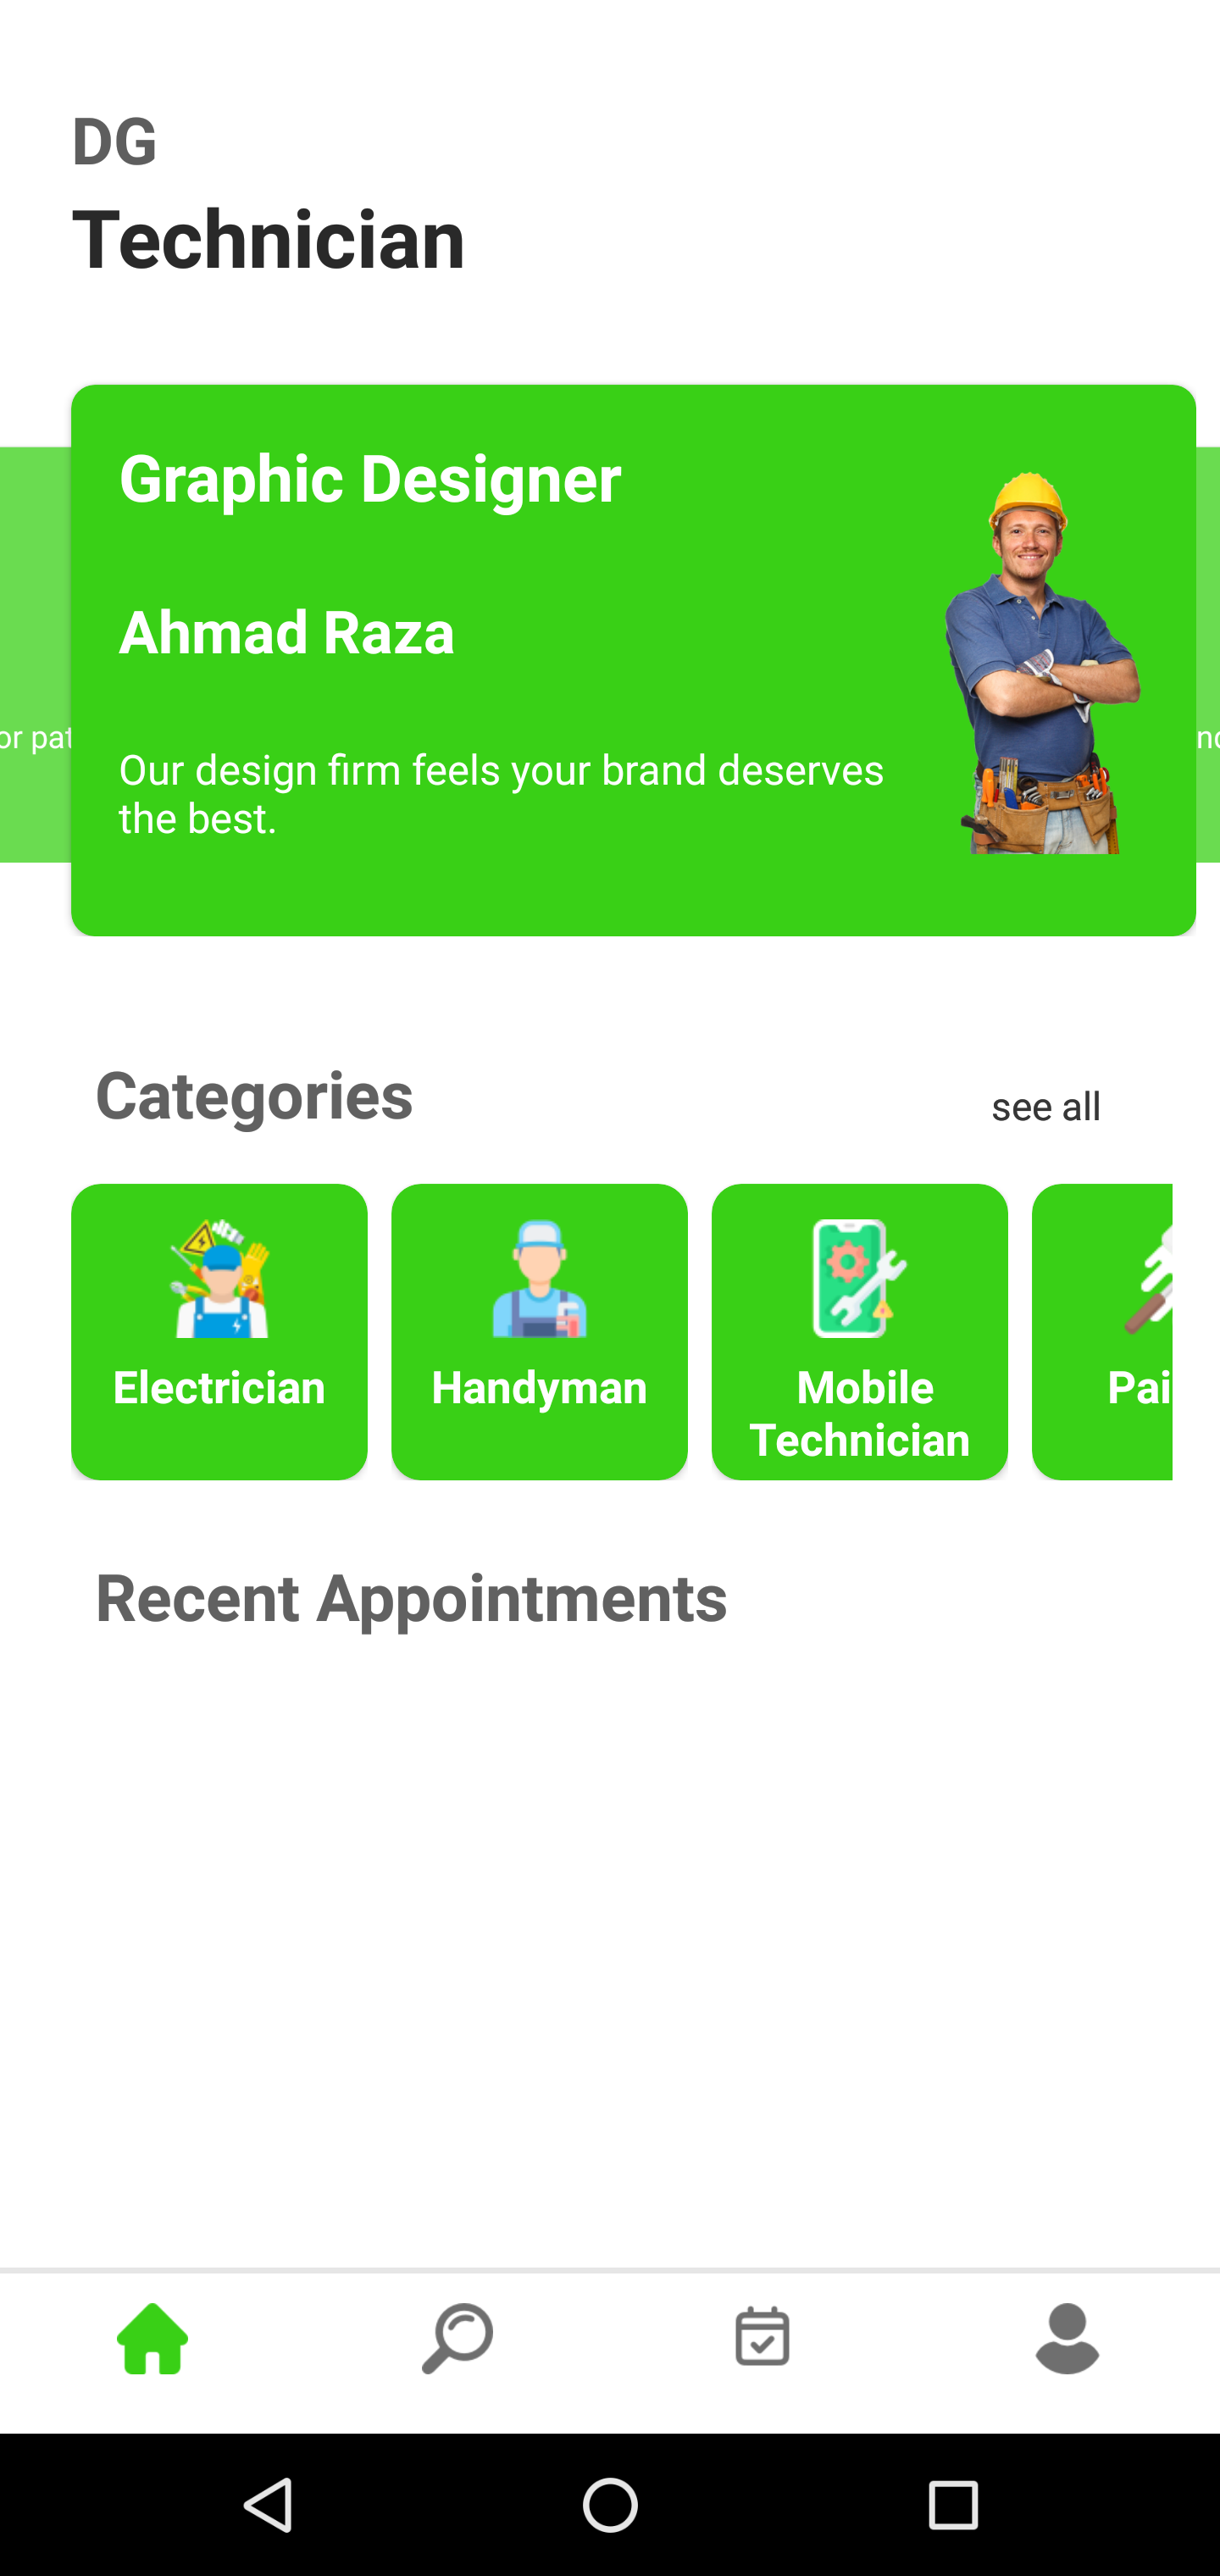 DG
Technician
Graphic Designer
Ahmad Raza
or pat
Our design firm feels your brand deserves
the best.
Categories
see all
Electrician
Handyman
Mobile
Technician
Pai
Recent Appointments